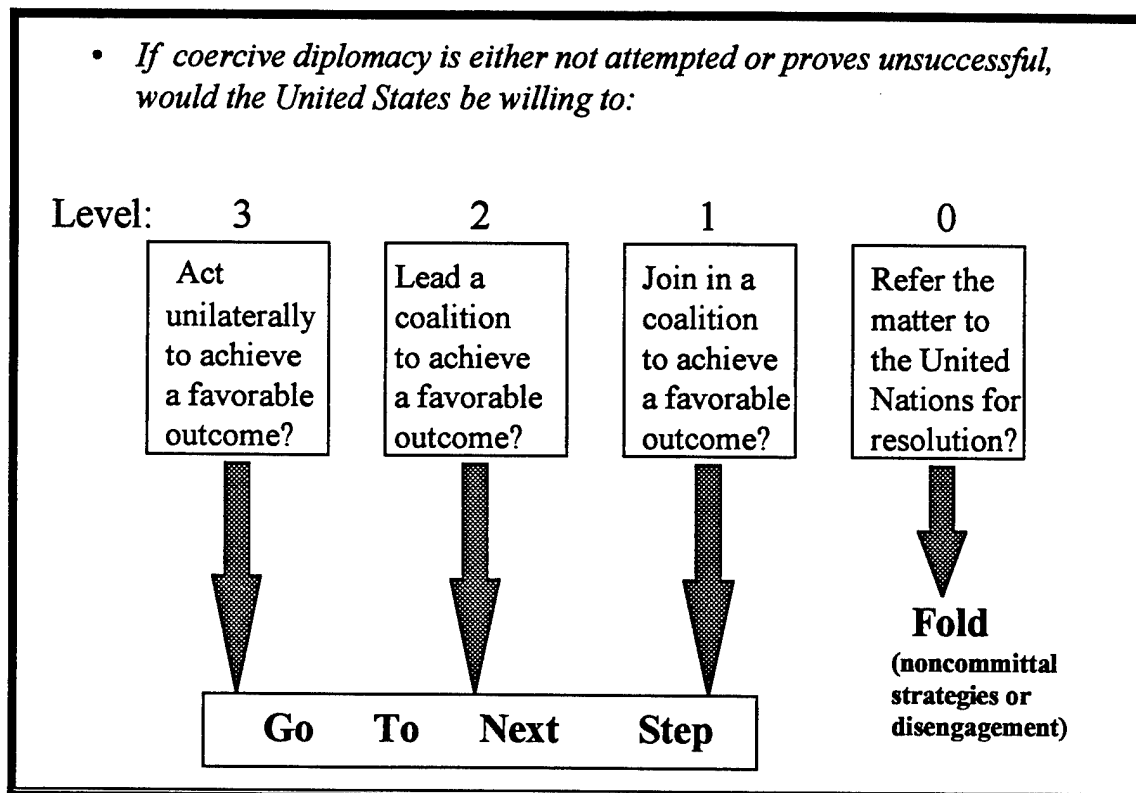 • If coercive diplomacy is either not attempted or proves unsuccessful,
would the United States be willing to:
Level: 3 2 1 0
Act
unilaterally
to achieve
a favorable
outcome?
Lead a
coalition
to achieve
a favorable
outcome?
Join in a
coalition
to achieve
a favorable
outcome?
Refer the
matter to
the United
Nations for
resolution?
Fold
(noncommittal
strategies or
disengagement)
Go To Next Step